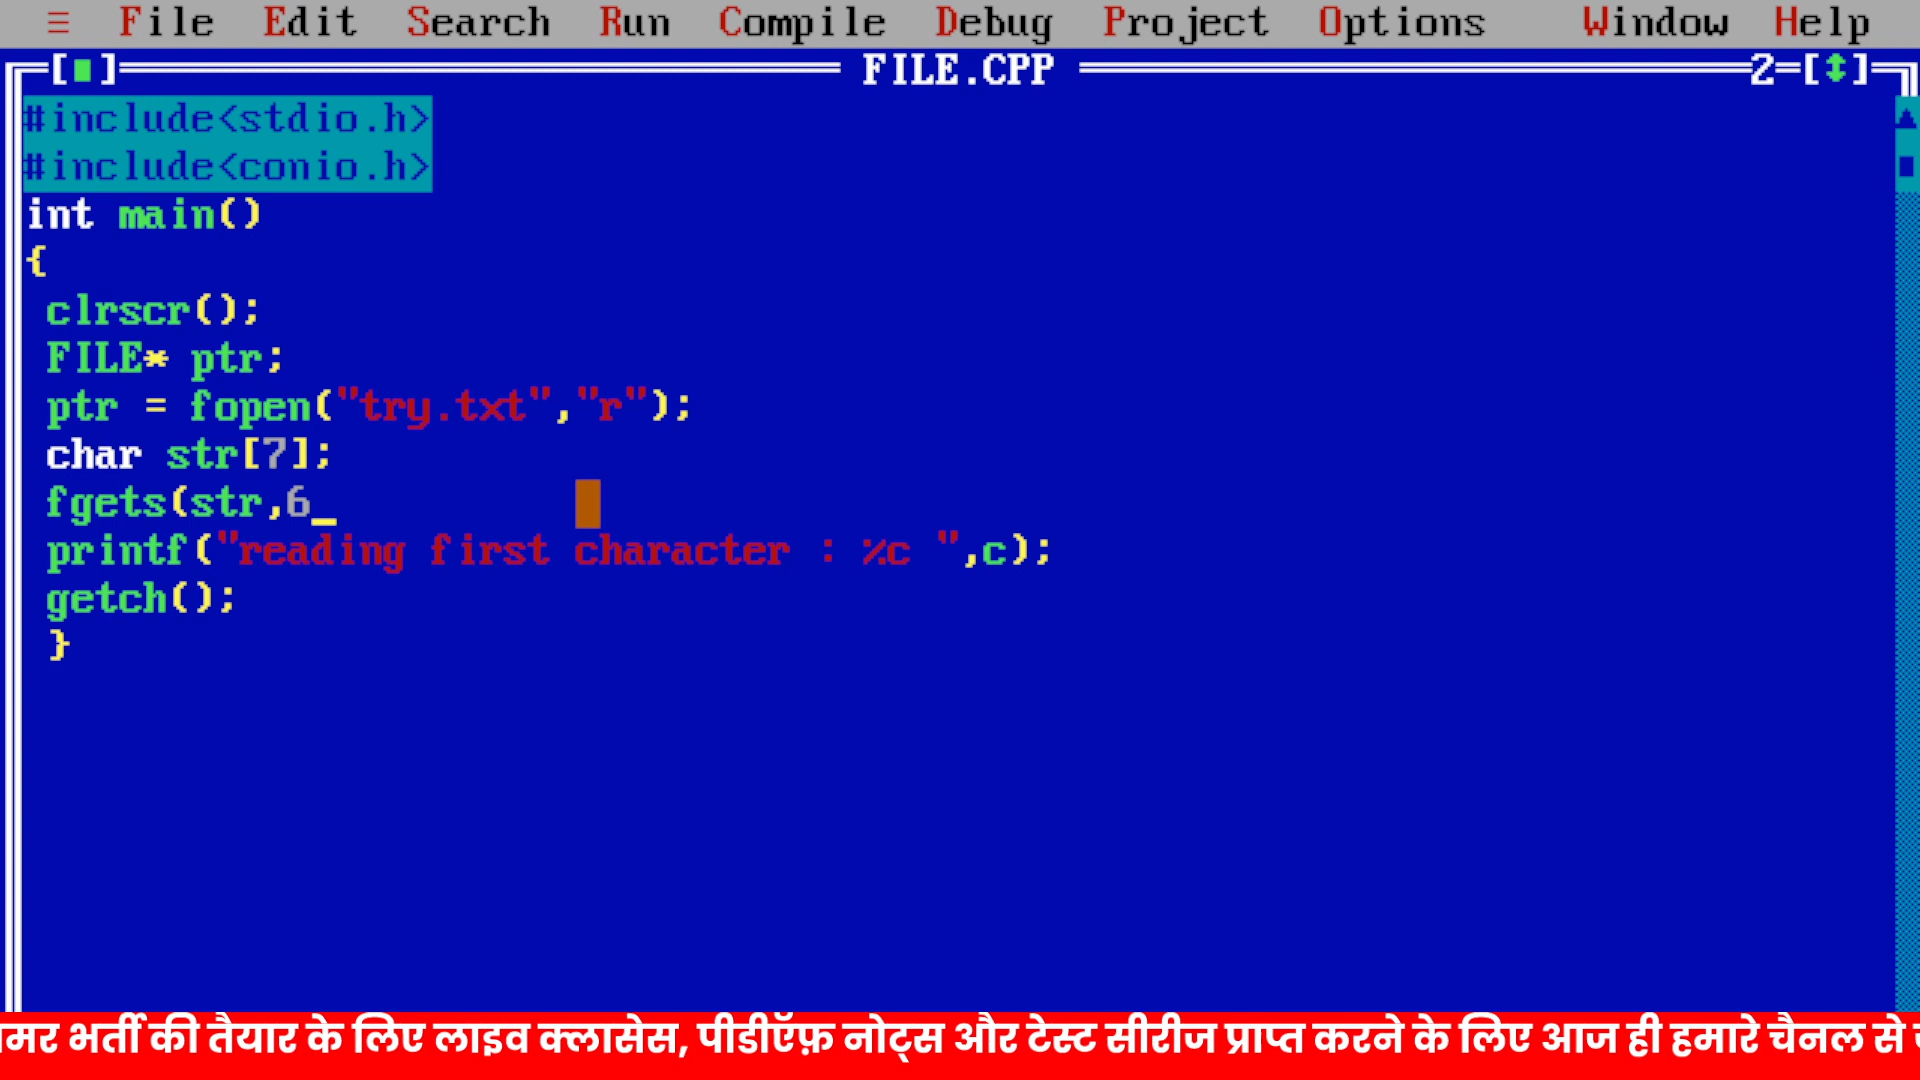 ≡ File Edit Search Run Compile Debug Project Options Window Help
[■] FILE.CPP 2=[↕]
#include<stdio.h>
#include<conio.h>
int main()
{
clrscr();
FILE* ptr;
ptr = fopen("try.txt","r");
char str[7];
fgets(str,6_
printf("reading first character : %c ",c);
getch();
}
भर्ती की तैयार के लिए लाइव क्लासेस, पीडीऍफ़ नोट्स और टेस्ट सीरीज प्राप्त करने के लिए आज ही हमारे चैनल से